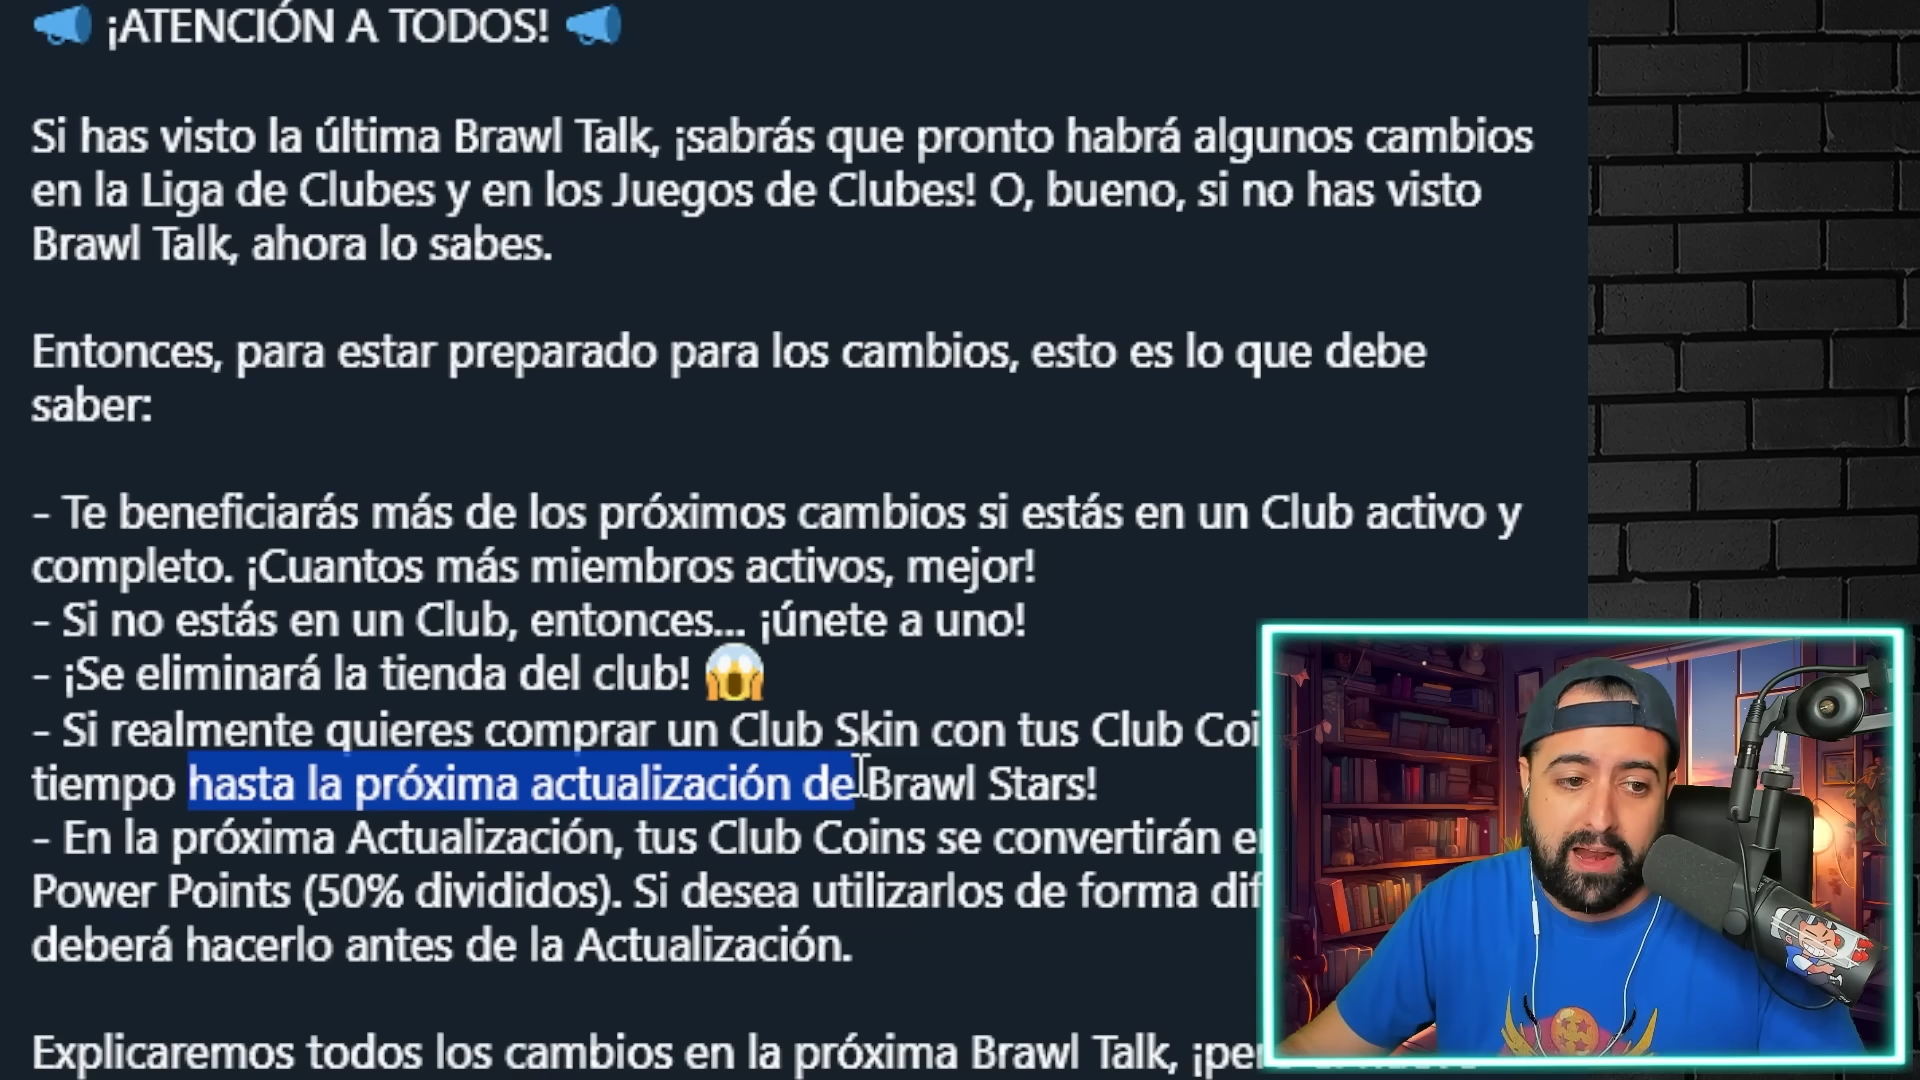 📢 ¡ATENCIÓN A TODOS! 📢
Si has visto la última Brawl Talk, ¡sabrás que pronto habrá algunos cambios
en la Liga de Clubes y en los Juegos de Clubes! O, bueno, si no has visto
Brawl Talk, ahora lo sabes.
Entonces, para estar preparado para los cambios, esto es lo que debe
saber:
- Te beneficiarás más de los próximos cambios si estás en un Club activo y
completo. ¡Cuantos más miembros activos, mejor!
- Si no estás en un Club, entonces... ¡únete a uno!
- ¡Se eliminará la tienda del club! 😱
- Si realmente quieres comprar un Club Skin con tus Club Coi
tiempo hasta la próxima actualización de Brawl Stars!
- En la próxima Actualización, tus Club Coins se convertirán e
Power Points (50% divididos). Si desea utilizarlos de forma dif
deberá hacerlo antes de la Actualización.
Explicaremos todos los cambios en la próxima Brawl Talk, ¡per